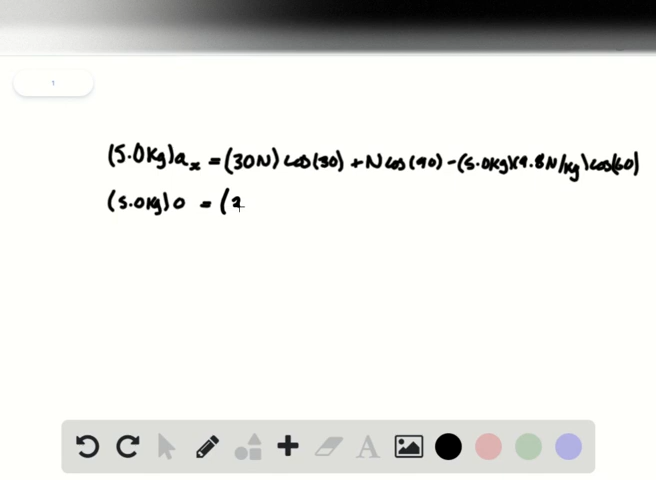 1
(5.0Kg)aₓ = (30N)cos(30) + Ncos(90) - (5.0Kg)(9.8N/Kg)cos(60)
(5.0Kg)0 = (3
A